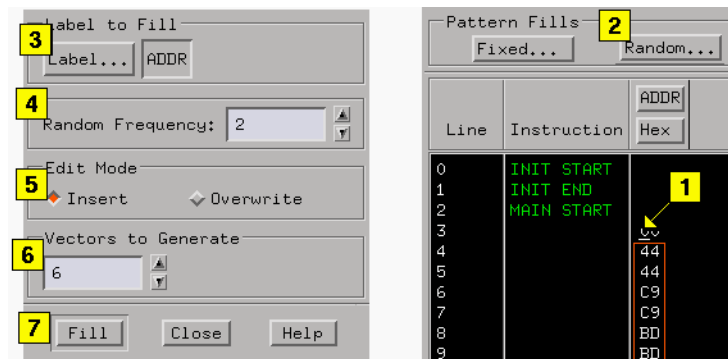 Label to Fill
3
Label... ADDR
4
Random Frequency: 2
Edit Mode
5
Insert Overwrite
Vectors to Generate
6
6
7
Fill Close Help
Pattern Fills
2
Fixed... Random...
ADDR
Line Instruction Hex
0 INIT START
1 INIT END
2 MAIN START
1
3
4 44
5 44
6 C9
7 C9
8 BD
9 BD